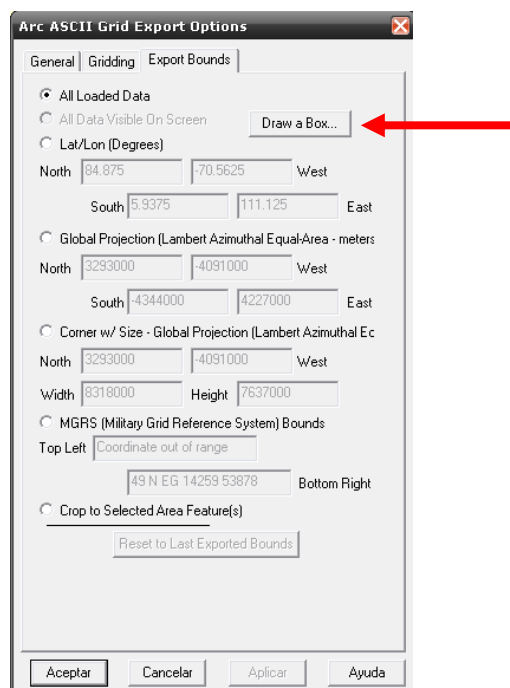 Arc ASCII Grid Export Options
General Gridding Export Bounds
All Loaded Data
All Data Visible On Screen Draw a Box...
Lat/Lon (Degrees)
North 84.875 -70.5625 West
South 5.9375 111.125 East
Global Projection (Lambert Azimuthal Equal-Area - meters
North 3293000 -4091000 West
South -4344000 4227000 East
Corner w/ Size - Global Projection (Lambert Azimuthal Ec
North 3293000 -4091000 West
Width 8318000 Height 7637000
MGRS (Military Grid Reference System) Bounds
Top Left Coordinate out of range
49 N EG 14259 53878 Bottom Right
Crop to Selected Area Feature(s)
Reset to Last Exported Bounds
Aceptar Cancelar Aplicar Ayuda